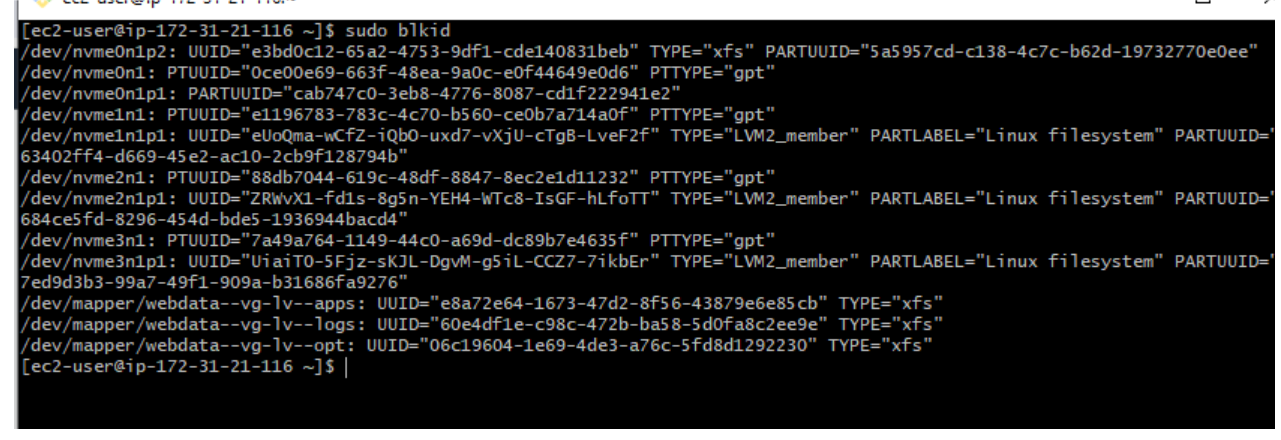 [ec2-user@ip-172-31-21-116 ~]$ sudo blkid
/dev/nvme0n1p2: UUID="e3bd0c12-65a2-4753-9df1-cde140831beb" TYPE="xfs" PARTUUID="5a5957cd-c138-4c7c-b62d-19732770e0ee"
/dev/nvme0n1: PTUUID="0ce00e69-663f-48ea-9a0c-e0f44649e0d6" PTTYPE="gpt"
/dev/nvme0n1p1: PARTUUID="cab747c0-3eb8-4776-8087-cd1f222941e2"
/dev/nvme1n1: PTUUID="e1196783-783c-4c70-b560-ce0b7a714a0f" PTTYPE="gpt"
/dev/nvme1n1p1: UUID="eUoQma-wCfZ-iQbO-uxd7-vXjU-cTgB-LveF2f" TYPE="LVM2_member" PARTLABEL="Linux filesystem" PARTUUID="
63402ff4-d669-45e2-ac10-2cb9f128794b"
/dev/nvme2n1: PTUUID="88db7044-619c-48df-8847-8ec2e1d11232" PTTYPE="gpt"
/dev/nvme2n1p1: UUID="ZRWvX1-fd1s-8g5n-YEH4-WTc8-IsGF-hLfoTT" TYPE="LVM2_member" PARTLABEL="Linux filesystem" PARTUUID="
684ce5fd-8296-454d-bde5-1936944bacd4"
/dev/nvme3n1: PTUUID="7a49a764-1149-44c0-a69d-dc89b7e4635f" PTTYPE="gpt"
/dev/nvme3n1p1: UUID="UiaiT0-5Fjz-sKJL-DgvM-g5iL-CCZ7-7ikbEr" TYPE="LVM2_member" PARTLABEL="Linux filesystem" PARTUUID="
7ed9d3b3-99a7-49f1-909a-b31686fa9276"
/dev/mapper/webdata--vg-lv--apps: UUID="e8a72e64-1673-47d2-8f56-43879e6e85cb" TYPE="xfs"
/dev/mapper/webdata--vg-lv--logs: UUID="60e4df1e-c98c-472b-ba58-5d0fa8c2ee9e" TYPE="xfs"
/dev/mapper/webdata--vg-lv--opt: UUID="06c19604-1e69-4de3-a76c-5fd8d1292230" TYPE="xfs"
[ec2-user@ip-172-31-21-116 ~]$